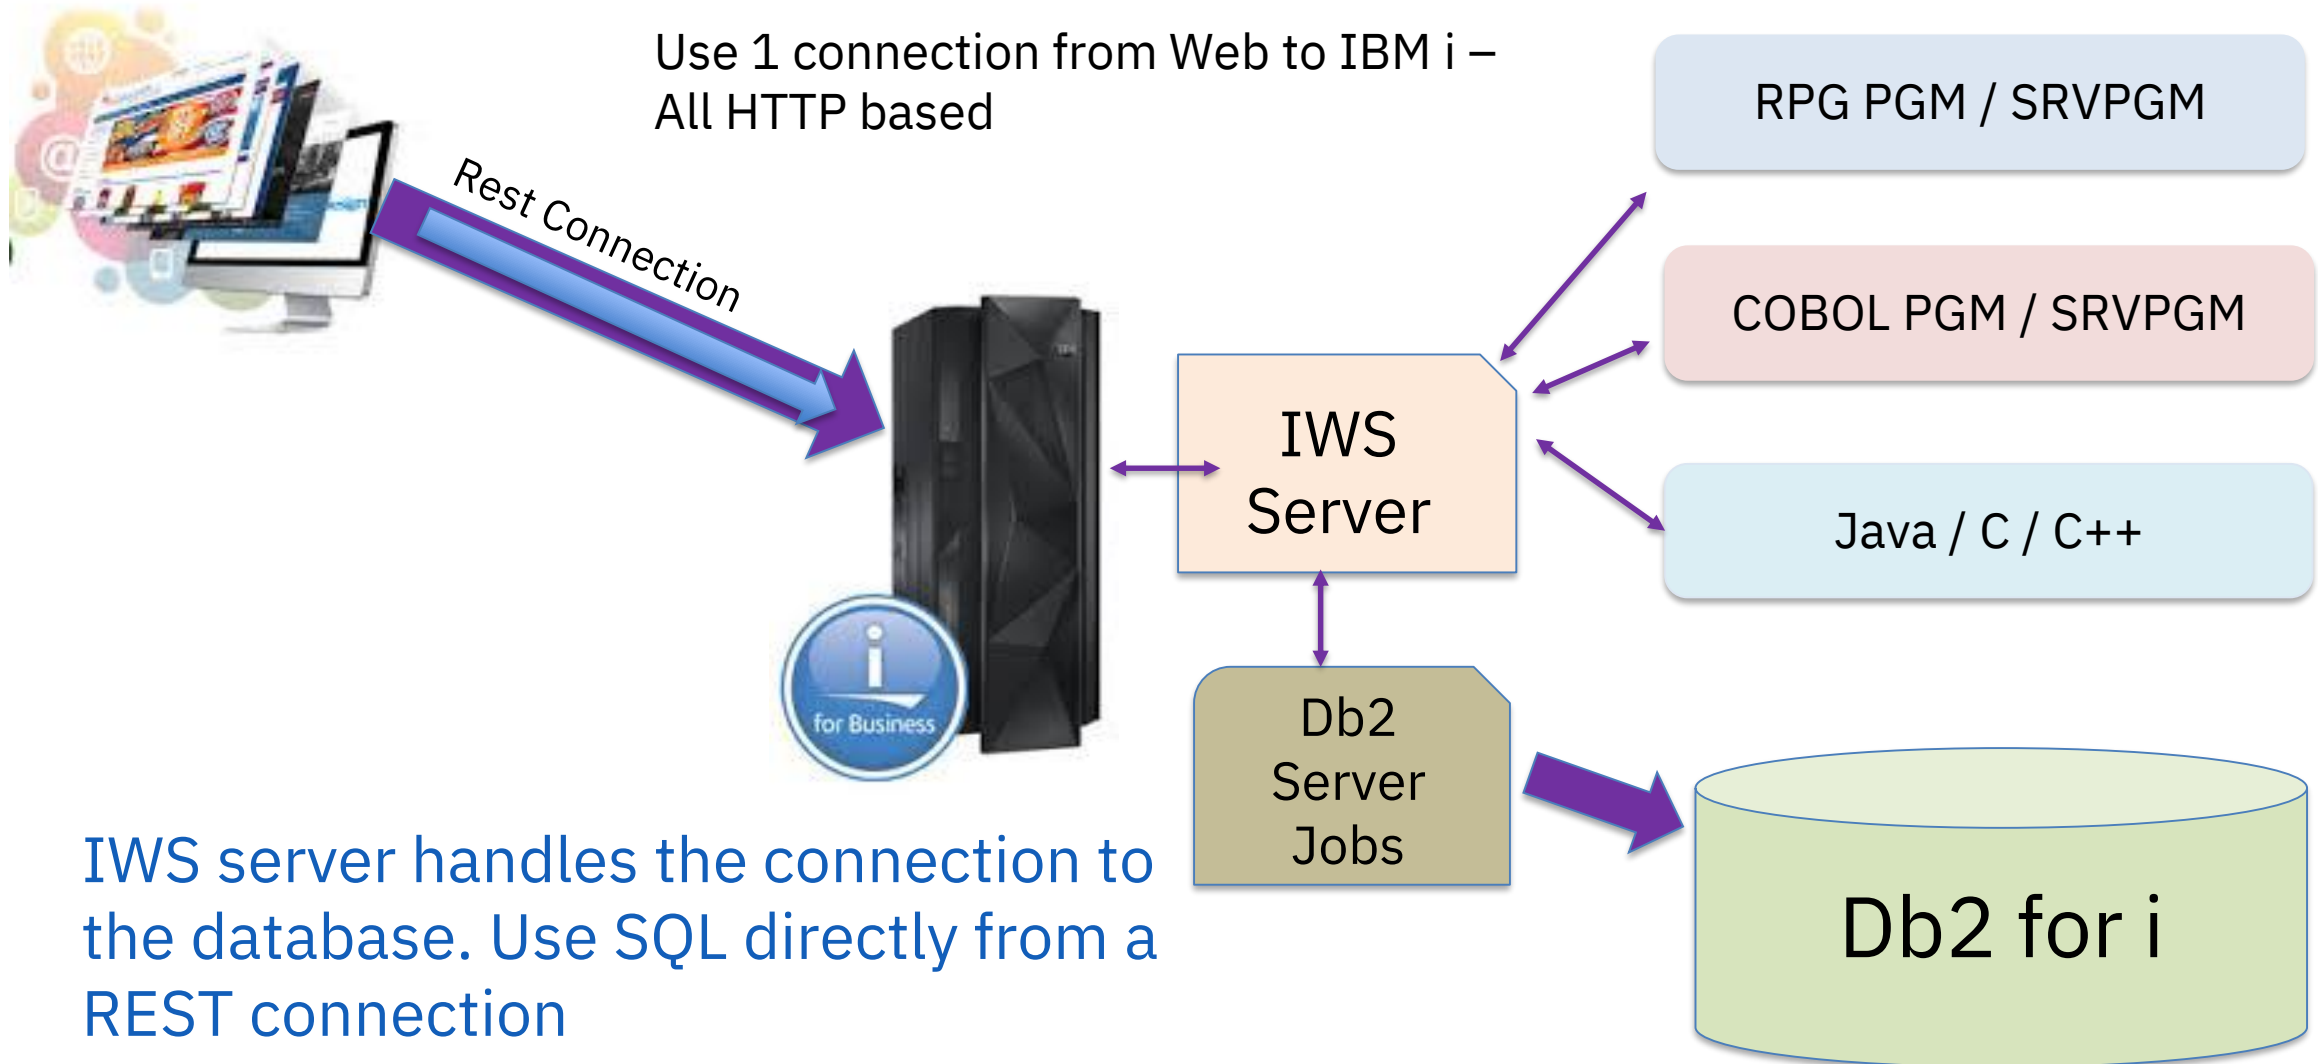 Use 1 connection from Web to IBM i –
All HTTP based
Rest Connection
RPG PGM / SRVPGM
COBOL PGM / SRVPGM
Java / C / C++
IWS
Server
Db2
Server
Jobs
Db2 for i
i
for Business
IWS server handles the connection to
the database. Use SQL directly from a
REST connection